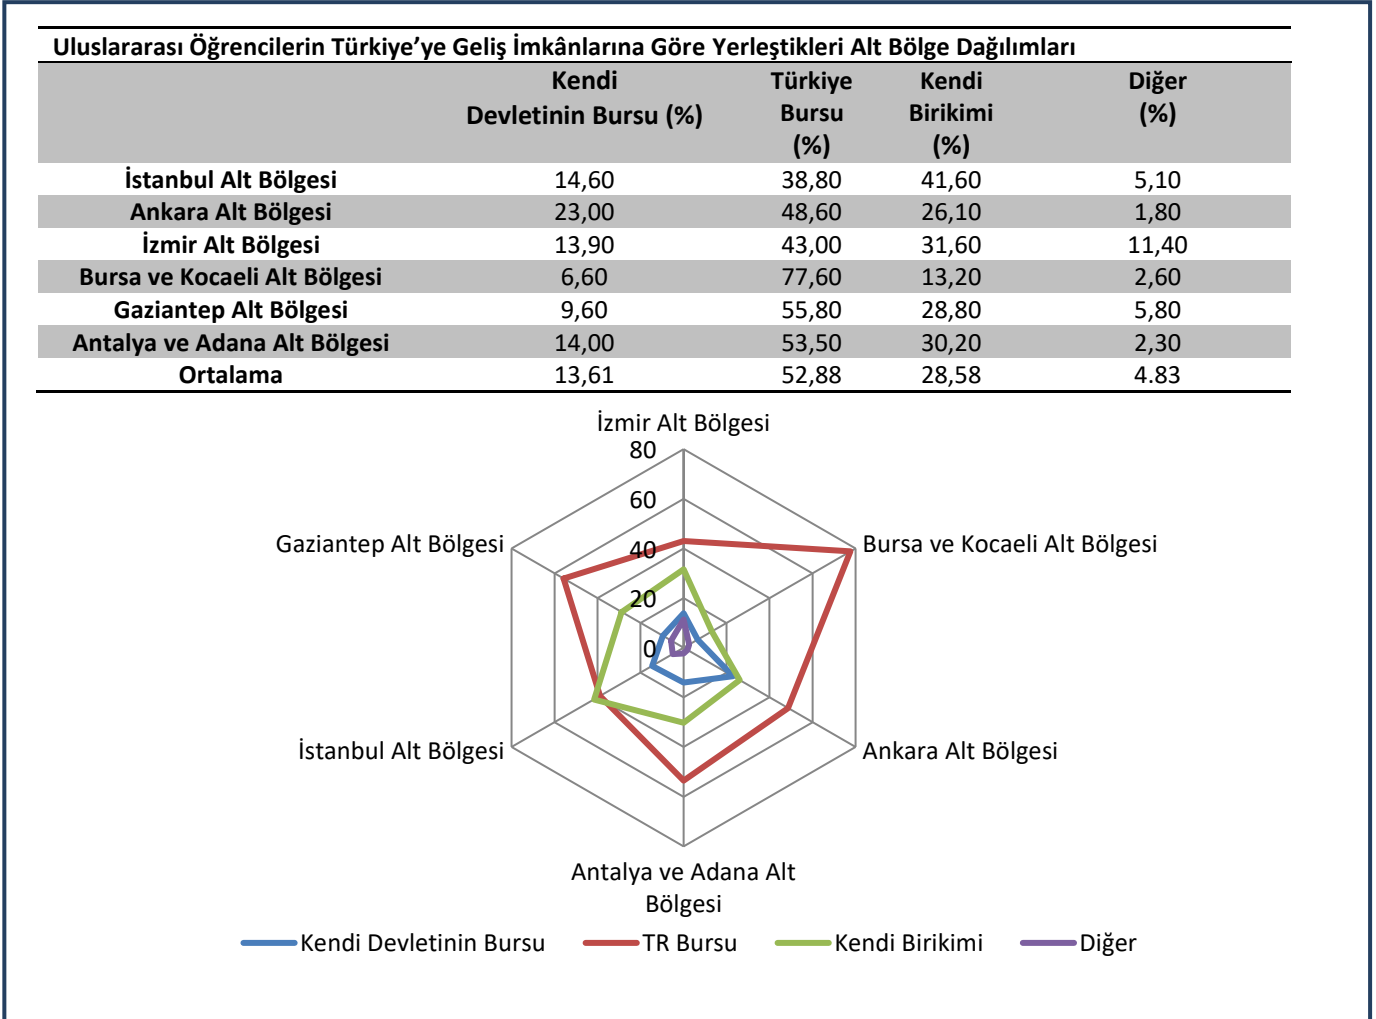 Uluslararası Öğrencilerin Türkiye’ye Geliş İmkânlarına Göre Yerleştikleri Alt Bölge Dağılımları
Kendi Türkiye Kendi Diğer
Devletinin Bursu (%) Bursu Birikimi (%)
(%) (%)
İstanbul Alt Bölgesi 14,60 38,80 41,60 5,10
Ankara Alt Bölgesi 23,00 48,60 26,10 1,80
İzmir Alt Bölgesi 13,90 43,00 31,60 11,40
Bursa ve Kocaeli Alt Bölgesi 6,60 77,60 13,20 2,60
Gaziantep Alt Bölgesi 9,60 55,80 28,80 5,80
Antalya ve Adana Alt Bölgesi 14,00 53,50 30,20 2,30
Ortalama 13,61 52,88 28,58 4.83
İzmir Alt Bölgesi
80
60
Gaziantep Alt Bölgesi
Bursa ve Kocaeli Alt Bölgesi
40
20
0
İstanbul Alt Bölgesi
Ankara Alt Bölgesi
Antalya ve Adana Alt
Bölgesi
Kendi Devletinin Bursu TR Bursu Kendi Birikimi Diğer